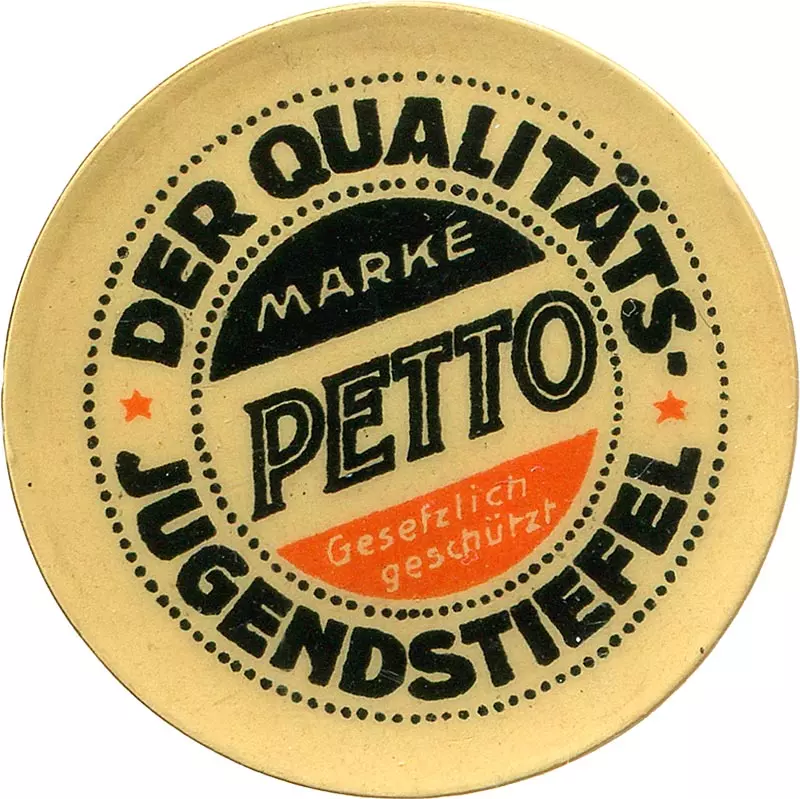 DER QUALITÄTS-
JUGENDSTIEFEL
MARKE
PETTO
Gesetzlich
geschützt